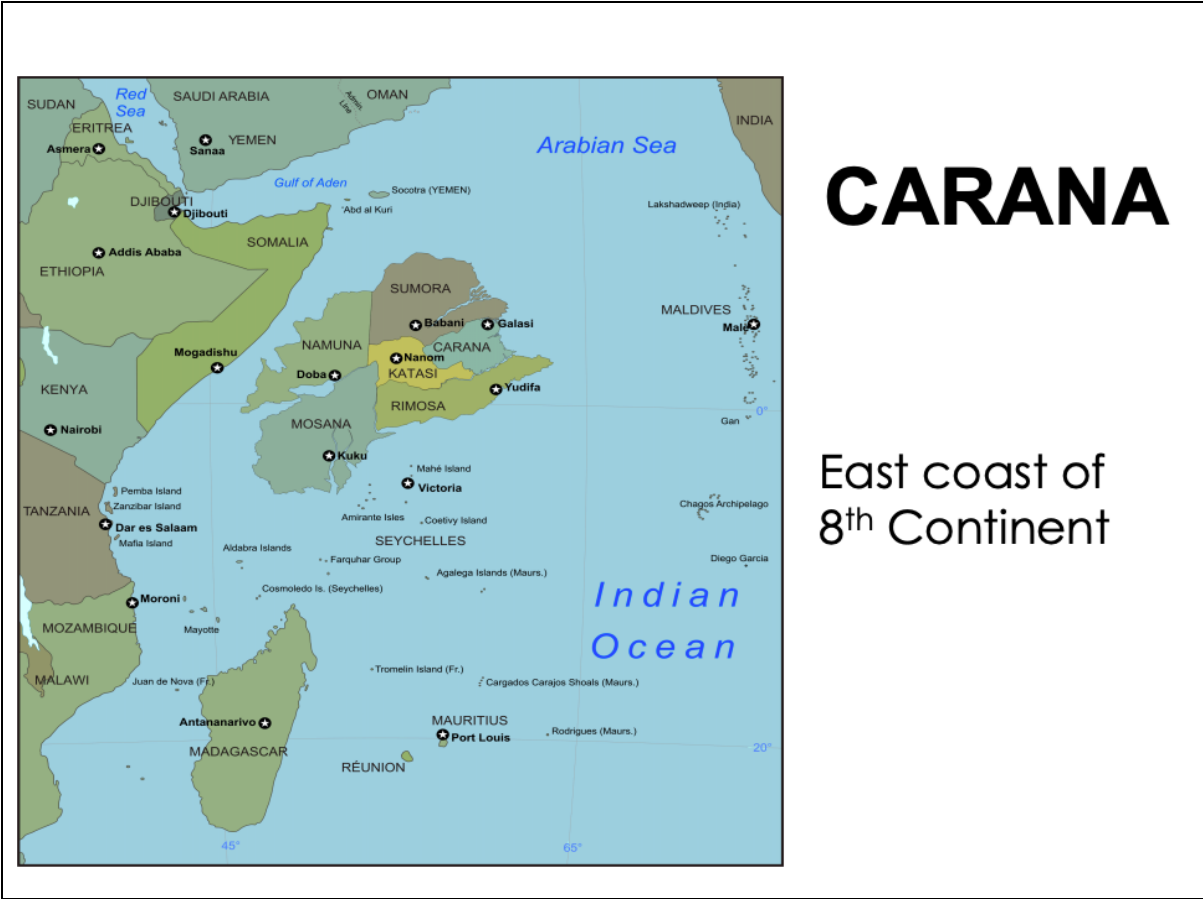 CARANA
East coast of
8th Continent
SUDAN
Red
Sea
SAUDI ARABIA
Admin.
Line
OMAN
INDIA
ERITREA
Asmera
Sanaa
YEMEN
Arabian Sea
Gulf of Aden
Socotra (YEMEN)
Abd al Kuri
DJIBOUTI
Djibouti
Lakshadweep (India)
SOMALIA
Addis Ababa
ETHIOPIA
SUMORA
MALDIVES
Babani
Galasi
Malé
NAMUNA
CARANA
Mogadishu
Nanom
Doba
KATASI
Yudifa
KENYA
RIMOSA
0°
Gan
MOSANA
Nairobi
Kuku
Mahé Island
Victoria
Pemba Island
Zanzibar Island
TANZANIA
Dar es Salaam
Mafia Island
Amirante Isles
Coetivy Island
Chagos Archipelago
SEYCHELLES
Aldabra Islands
Farquhar Group
Diego Garcia
Agalega Islands (Maurs.)
Cosmoledo Is. (Seychelles)
Indian
Ocean
Moroni
MOZAMBIQUE
Mayotte
MALAWI
Juan de Nova (Fr.)
Tromelin Island (Fr.)
Cargados Carajos Shoals (Maurs.)
Antananarivo
MAURITIUS
Port Louis
Rodrigues (Maurs.)
MADAGASCAR
RÉUNION
20°
45°
65°